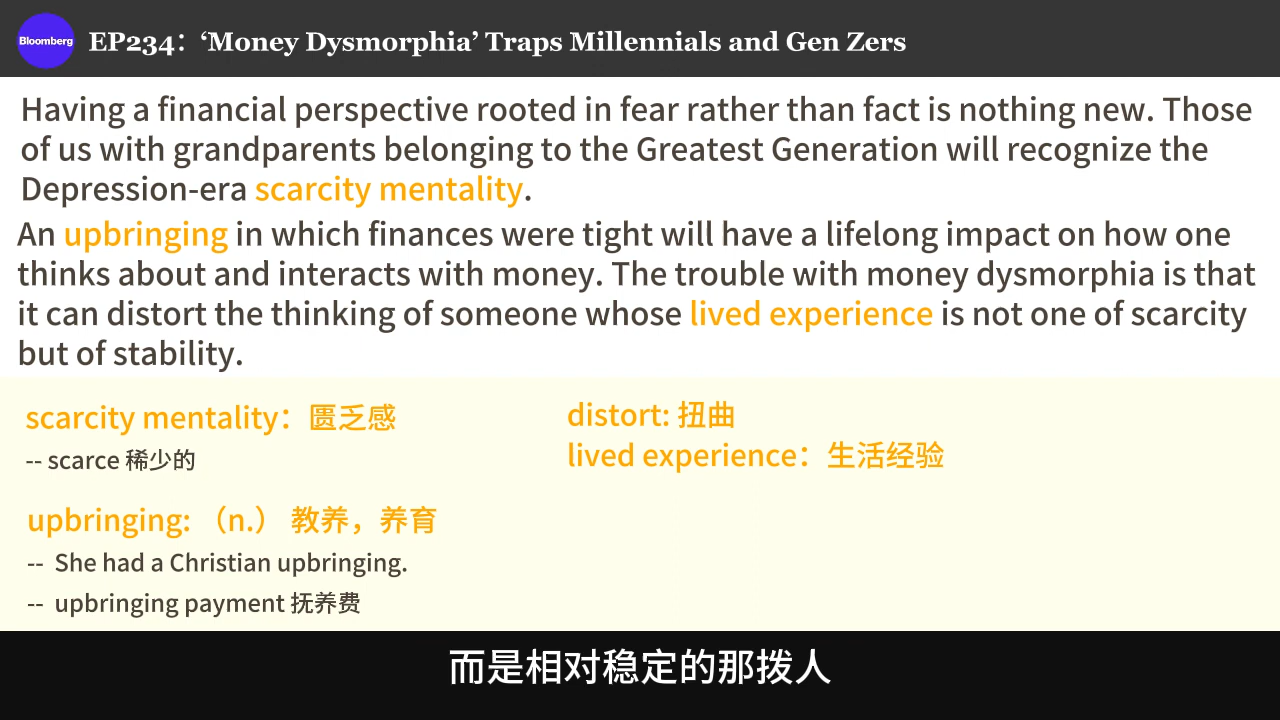 Bloomberg
EP234：‘Money Dysmorphia’ Traps Millennials and Gen Zers
Having a financial perspective rooted in fear rather than fact is nothing new. Those
of us with grandparents belonging to the Greatest Generation will recognize the
Depression-era scarcity mentality.
An upbringing in which finances were tight will have a lifelong impact on how one
thinks about and interacts with money. The trouble with money dysmorphia is that
it can distort the thinking of someone whose lived experience is not one of scarcity
but of stability.
scarcity mentality：匮乏感
-- scarce 稀少的
upbringing: （n.） 教养，养育
-- She had a Christian upbringing.
-- upbringing payment 抚养费
distort: 扭曲
lived experience：生活经验
而是相对稳定的那拨人